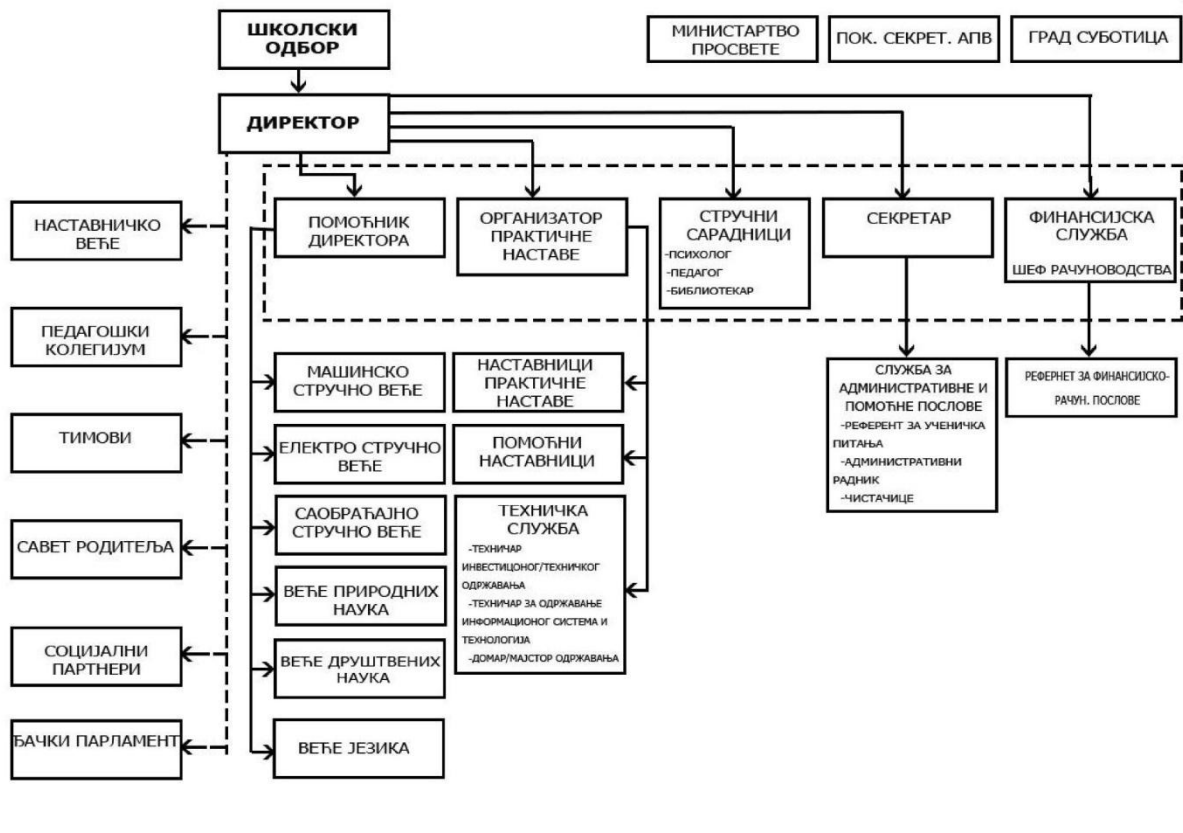 ШКОЛСКИ
ОДБОР
МИНИСТАРТВО
ПРОСВЕТЕ
ПОК. СЕКРЕТ. АПВ
ГРАД СУБОТИЦА
ДИРЕКТОР
НАСТАВНИЧКО
ВЕЋЕ
ПЕДАГОШКИ
КОЛЕГИЈУМ
ТИМОВИ
САВЕТ РОДИТЕЉА
СОЦИЈАЛНИ
ПАРТНЕРИ
ЂАЧКИ ПАРЛАМЕНТ
ПОМОЋНИК
ДИРЕКТОРА
ОРГАНИЗАТОР
ПРАКТИЧНЕ
НАСТАВЕ
СТРУЧНИ
САРАДНИЦИ
-ПСИХОЛОГ
-ПЕДАГОГ
-БИБЛИОТЕКАР
СЕКРЕТАР
ФИНАНСИЈСКА
СЛУЖБА
ШЕФ РАЧУНОВОДСТВА
МАШИНСКО
СТРУЧНО ВЕЋЕ
ЕЛЕКТРО СТРУЧНО
ВЕЋЕ
САОБРАЋАЈНО
СТРУЧНО ВЕЋЕ
ВЕЋЕ ПРИРОДНИХ
НАУКА
ВЕЋЕ ДРУШТВЕНИХ
НАУКА
ВЕЋЕ ЈЕЗИКА
НАСТАВНИЦИ
ПРАКТИЧНЕ
НАСТАВЕ
ПОМОЋНИ
НАСТАВНИЦИ
ТЕХНИЧКА
СЛУЖБА
-ТЕХНИЧАР
ИНВЕСТИЦОНОГ/ТЕХНИЧКОГ
ОДРЖАВАЊА
-ТЕХНИЧАР ЗА ОДРЖАВАЊЕ
ИНФОРМАЦИОНОГ СИСТЕМА И
ТЕХНОЛОГИЈА
-ДОМАР/МАЈСТОР ОДРЖАВАЊА
СЛУЖБА ЗА
АДМИНИСТРАТИВНЕ И
ПОМОЋНЕ ПОСЛОВЕ
-РЕФЕРЕНТ ЗА УЧЕНИЧКА
ПИТАЊА
-АДМИНИСТРАТИВНИ
РАДНИК
-ЧИСТАЧИЦЕ
РЕФЕРНЕТ ЗА ФИНАНСИЈСКО-
РАЧУН. ПОСЛОВЕ